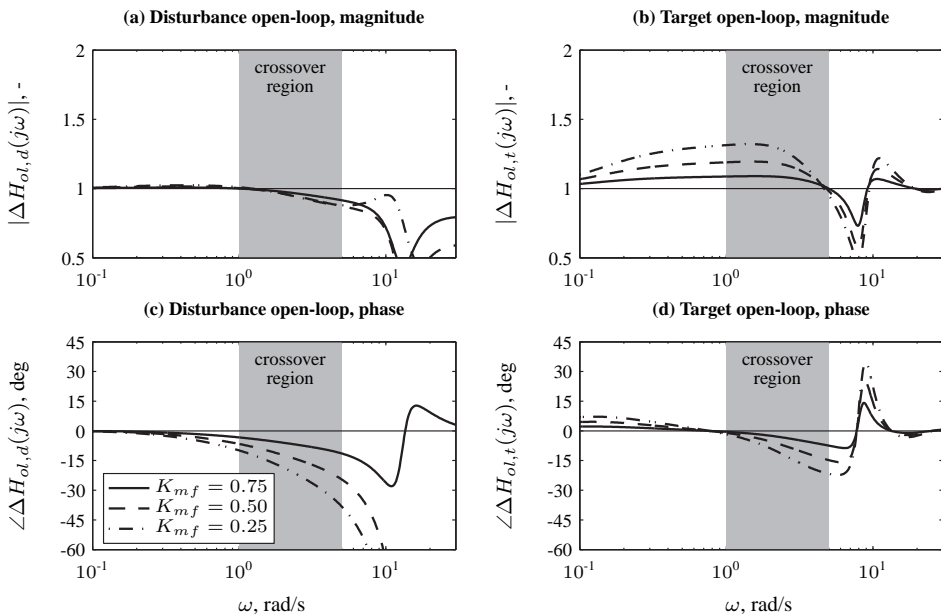 (a) Disturbance open-loop, magnitude
|ΔH_{ol,d}(jω)|, -
2
1.5
1
0.5
crossover
region
10^{-1}
10^{0}
10^{1}
(b) Target open-loop, magnitude
|ΔH_{ol,t}(jω)|, -
2
1.5
1
0.5
crossover
region
10^{-1}
10^{0}
10^{1}
(c) Disturbance open-loop, phase
∠ΔH_{ol,d}(jω), deg
45
30
15
0
-15
-30
-45
-60
crossover
region
K_{mf} = 0.75
K_{mf} = 0.50
K_{mf} = 0.25
10^{-1}
10^{0}
10^{1}
ω, rad/s
(d) Target open-loop, phase
∠ΔH_{ol,t}(jω), deg
45
30
15
0
-15
-30
-45
-60
crossover
region
10^{-1}
10^{0}
10^{1}
ω, rad/s